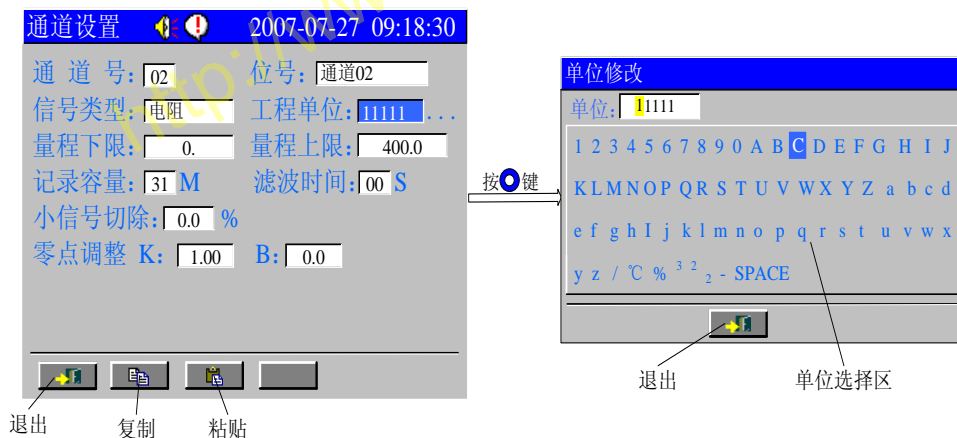 通道设置 2007-07-27 09:18:30
通 道 号: 02 位号: 通道02
信号类型: 电阻 工程单位: 11111 ...
量程下限: 0. 量程上限: 400.0
记录容量: 31 M 滤波时间: 00 S
小信号切除: 0.0 %
零点调整 K: 1.00 B: 0.0
退出
复制
粘贴
按 键
单位修改
单位: 11111
1 2 3 4 5 6 7 8 9 0 A B C D E F G H I J
K L M N O P Q R S T U V W X Y Z a b c d
e f g h I j k l m n o p q r s t u v w x
y z / ℃ % ³ ² ₂ - SPACE
退出
单位选择区
http://ww